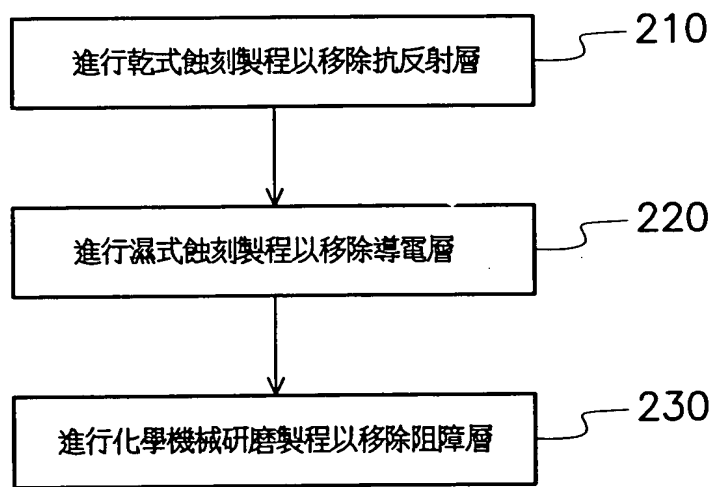 進行乾式蝕刻製程以移除抗反射層
210
進行濕式蝕刻製程以移除導電層
220
進行化學機械研磨製程以移除阻障層
230